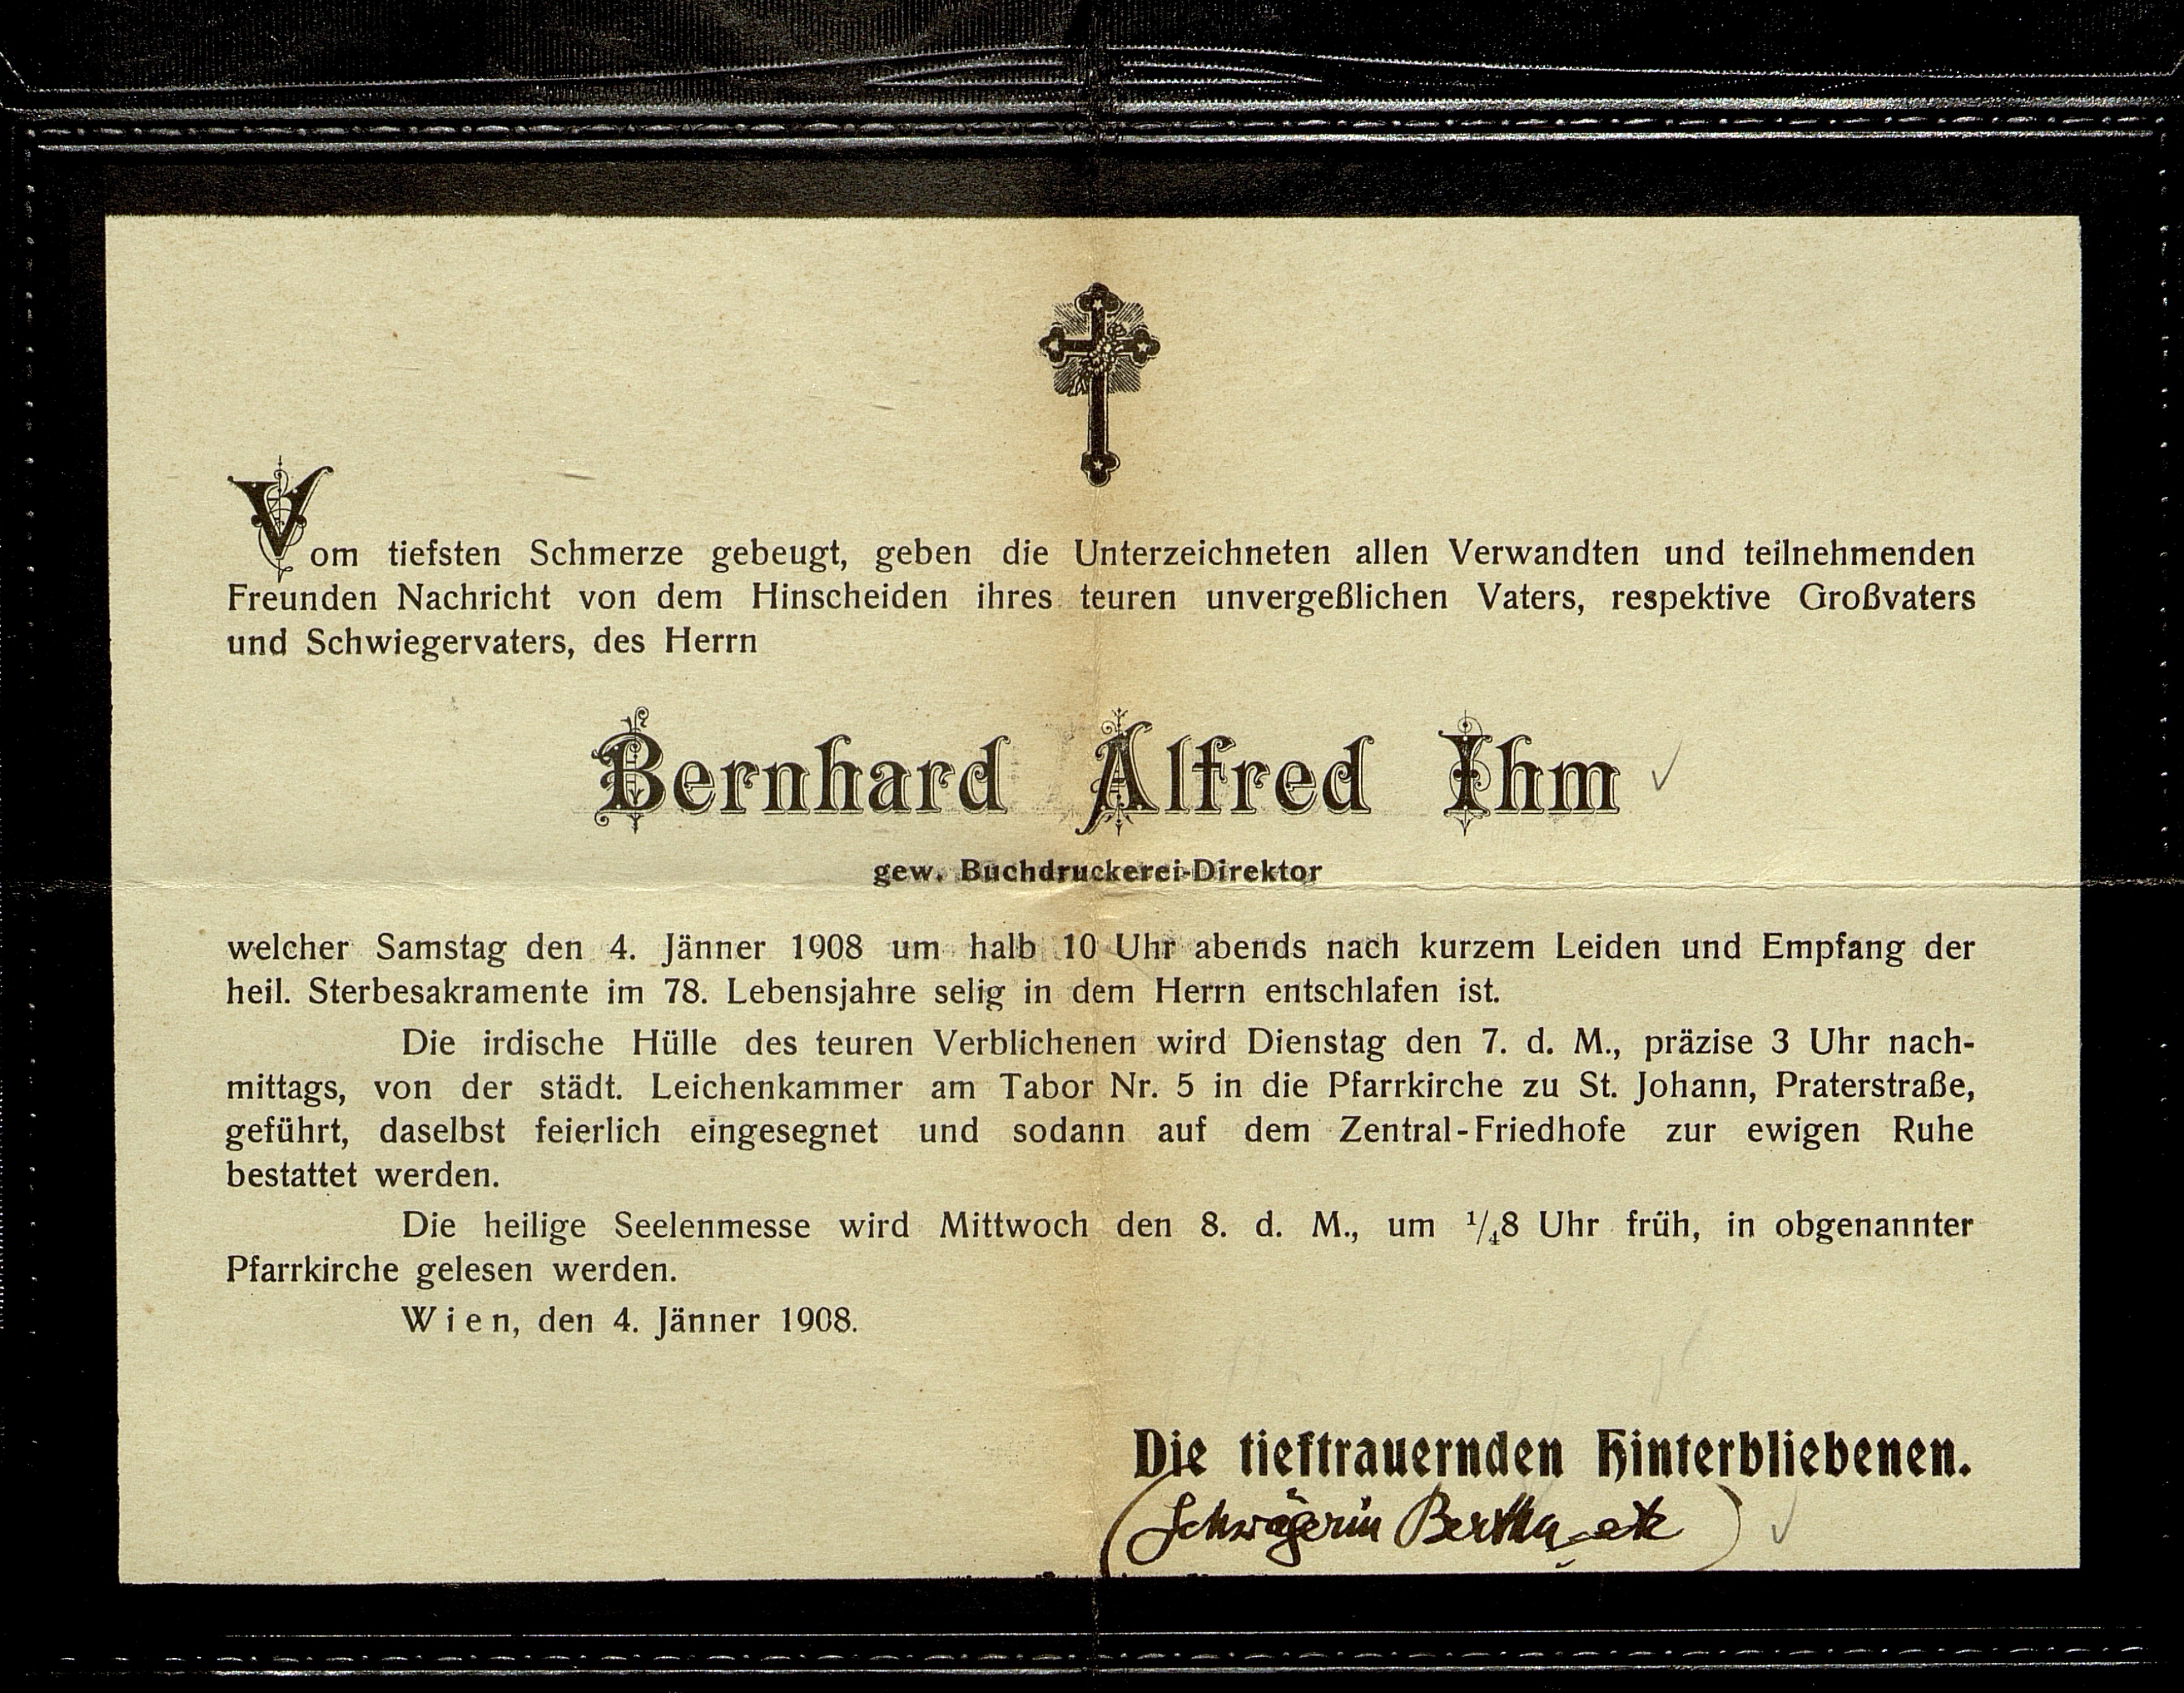 Vom tiefsten Schmerze gebeugt, geben die Unterzeichneten allen Verwandten und teilnehmenden
Freunden Nachricht von dem Hinscheiden ihres teuren unvergeßlichen Vaters, respektive Großvaters
und Schwiegervaters, des Herrn
Bernhard Alfred Ihm
gew. Buchdruckerei-Direktor
welcher Samstag den 4. Jänner 1908 um halb 10 Uhr abends nach kurzem Leiden und Empfang der
heil. Sterbesakramente im 78. Lebensjahre selig in dem Herrn entschlafen ist.
Die irdische Hülle des teuren Verblichenen wird Dienstag den 7. d. M., präzise 3 Uhr nach-
mittags, von der städt. Leichenkammer am Tabor Nr. 5 in die Pfarrkirche zu St. Johann, Praterstraße,
geführt, daselbst feierlich eingesegnet und sodann auf dem Zentral-Friedhofe zur ewigen Ruhe
bestattet werden.
Die heilige Seelenmesse wird Mittwoch den 8. d. M., um 1/48 Uhr früh, in obgenannter
Pfarrkirche gelesen werden.
Wien, den 4. Jänner 1908.
Die tieftrauernden Hinterbliebenen.
(Schwägerin Bertha etc)